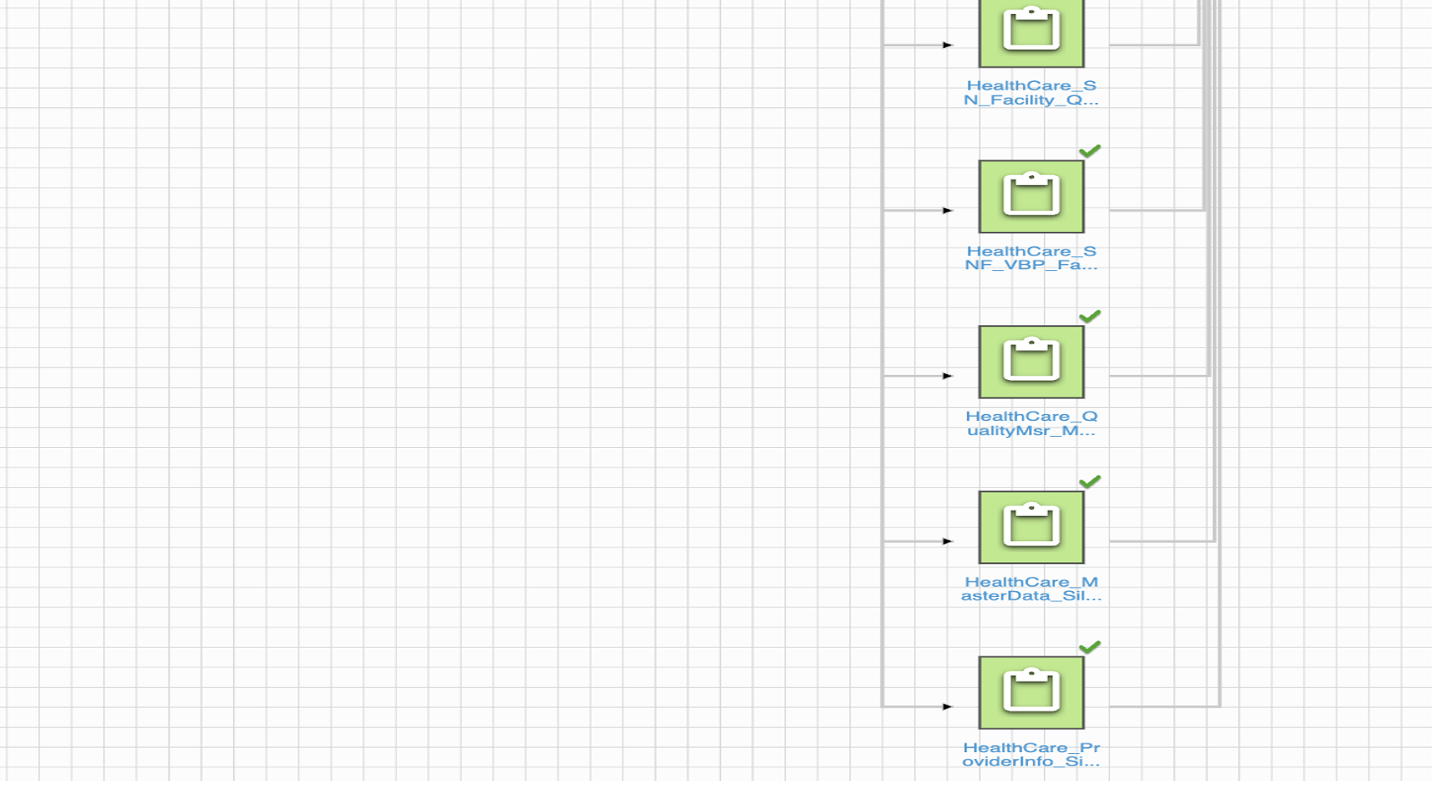 HealthCare_S
N_Facility_Q...
HealthCare_S
NF_VBP_Fa...
HealthCare_Q
ualityMsr_M...
HealthCare_M
asterData_Sil...
HealthCare_Pr
oviderInfo_Si...